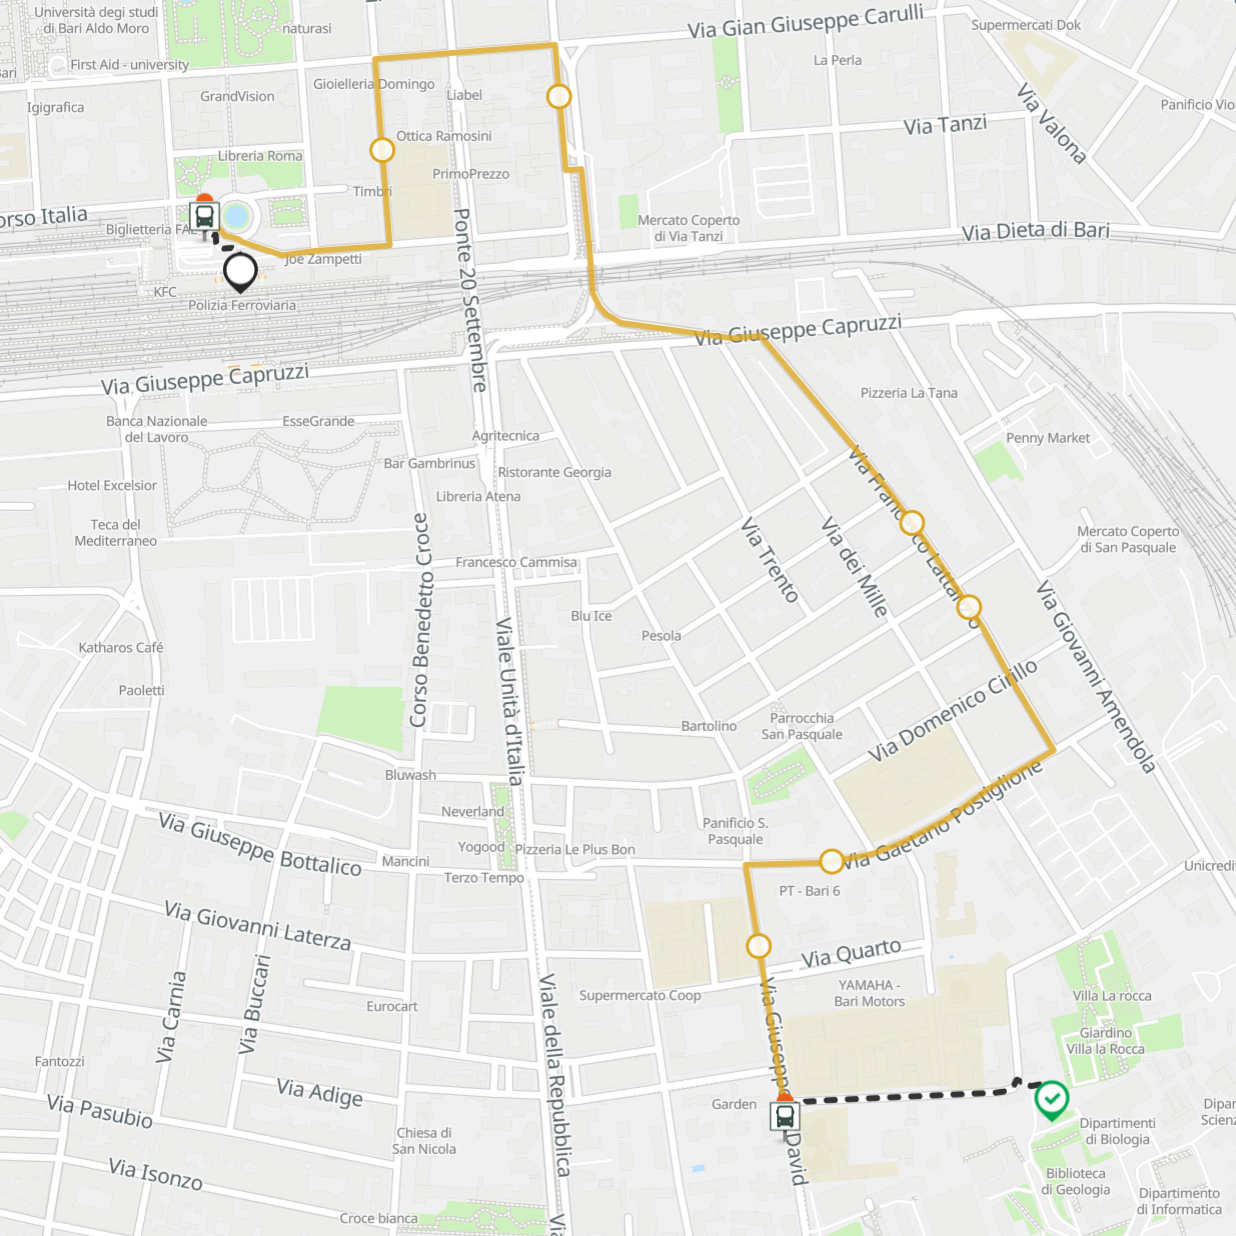 Università degli studi
di Bari Aldo Moro
naturasi
Via Gian Giuseppe Carulli
Supermercati Dok
First Aid - university
La Perla
Gioielleria Domingo
GrandVision
Liabel
Igigrafica
Panificio Vio
Via Valona
Via Tanzi
Ottica Ramosini
Libreria Roma
PrimoPrezzo
Timbri
orso Italia
Biglietteria FAL
Mercato Coperto
di Via Tanzi
Via Dieta di Bari
Joe Zampetti
KFC
Polizia Ferroviaria
Ponte 20 Settembre
Via Giuseppe Capruzzi
Via Giuseppe Capruzzi
Pizzeria La Tana
Banca Nazionale
del Lavoro
EsseGrande
Agritecnica
Penny Market
Bar Gambrinus
Ristorante Georgia
Hotel Excelsior
Libreria Atena
Teca del
Mediterraneo
Mercato Coperto
di San Pasquale
Via Trento
Via dei Mille
Francesco Cammisa
Corso Benedetto Croce
Blu Ice
Pesola
Via Giovanni Amendola
Katharos Café
Viale Unità d'Italia
Paoletti
Via Domenico Cirillo
Bartolino
Parrocchia
San Pasquale
Bluwash
Neverland
Via Gaetano Postiglione
Via Giuseppe Bottalico
Panificio S.
Pasquale
Yogood
Pizzeria Le Plus Bon
Mancini
Terzo Tempo
Unicredit
PT - Bari 6
Via Giovanni Laterza
Via Quarto
Via Carnia
Via Buccari
Supermercato Coop
YAMAHA -
Bari Motors
Villa La rocca
Eurocart
Viale della Repubblica
Via Giuseppe
David
Giardino
Villa la Rocca
Fantozzi
Via Adige
Garden
Via Pasubio
Chiesa di
San Nicola
Dipartimenti
di Biologia
Dipar
Scienz
Via Isonzo
Biblioteca
di Geologia
Dipartimento
di Informatica
Croce bianca